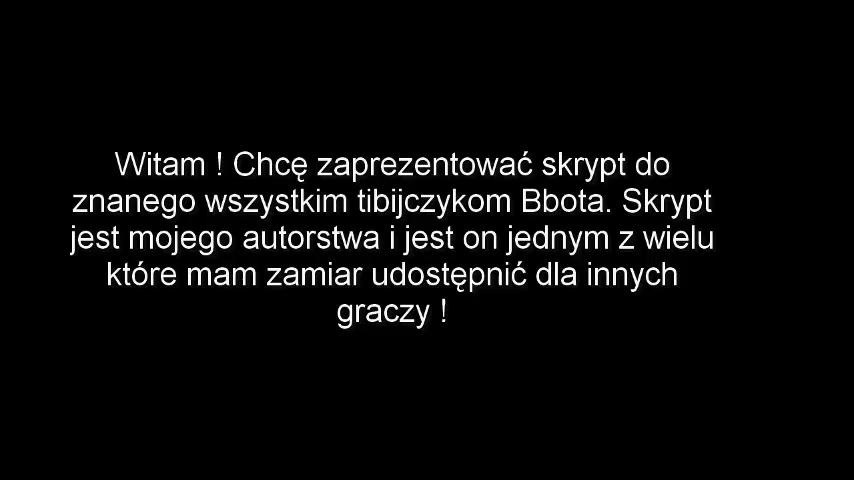 Witam ! Chcę zaprezentować skrypt do
znanego wszystkim tibijczykom Bbota. Skrypt
jest mojego autorstwa i jest on jednym z wielu
które mam zamiar udostępnić dla innych
graczy !